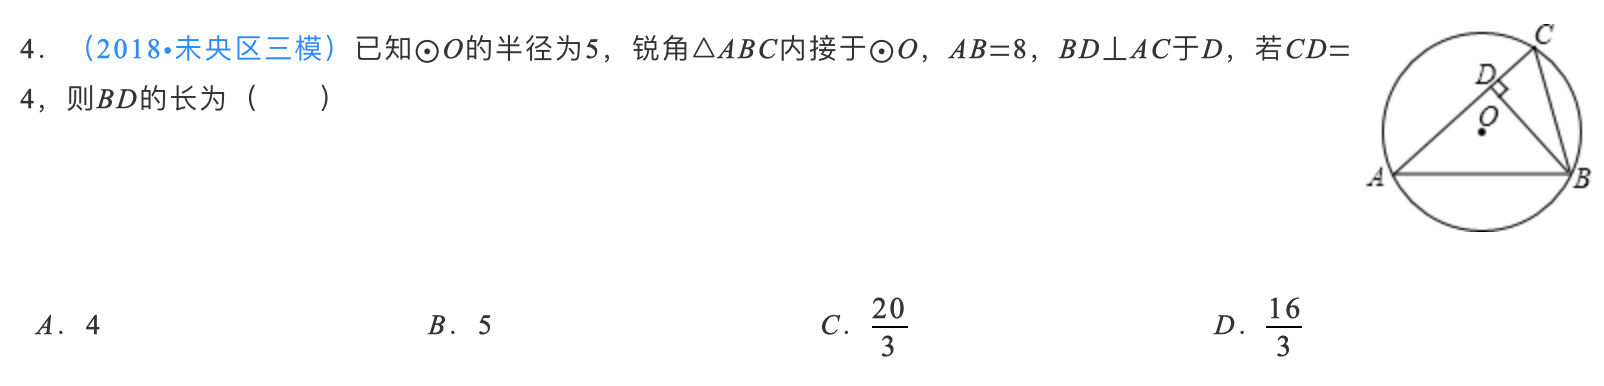 4. （2018•未央区三模）已知⊙O的半径为5，锐角△ABC内接于⊙O，AB=8，BD⊥AC于D，若CD=
4，则BD的长为（　　）
C
D
O
A
B
A. 4
B. 5
C. 20/3
D. 16/3